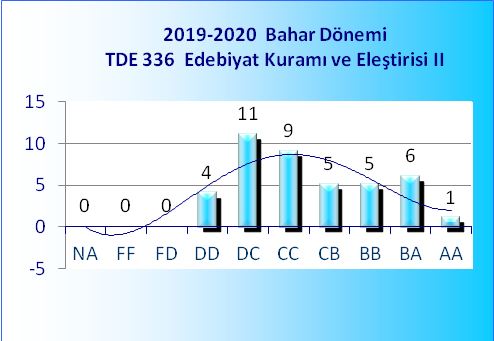 2019-2020 Bahar Dönemi
TDE 336 Edebiyat Kuramı ve Eleştirisi II
15
10
5
0
-5
0 0 0 4 11 9 5 5 6 1
NA FF FD DD DC CC CB BB BA AA